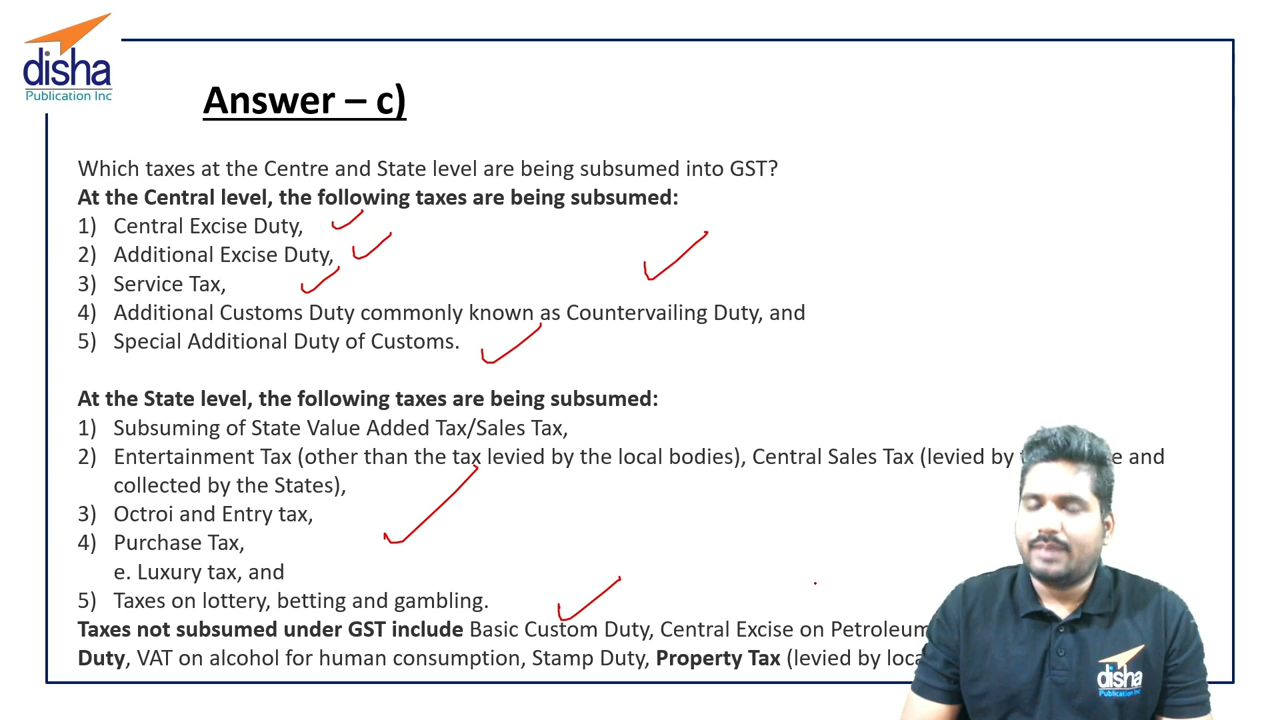 disha
Publication Inc
Answer – c)
Which taxes at the Centre and State level are being subsumed into GST?
At the Central level, the following taxes are being subsumed:
1) Central Excise Duty,
2) Additional Excise Duty,
3) Service Tax,
4) Additional Customs Duty commonly known as Countervailing Duty, and
5) Special Additional Duty of Customs.
At the State level, the following taxes are being subsumed:
1) Subsuming of State Value Added Tax/Sales Tax,
2) Entertainment Tax (other than the tax levied by the local bodies), Central Sales Tax (levied by and
collected by the States),
3) Octroi and Entry tax,
4) Purchase Tax,
e. Luxury tax, and
5) Taxes on lottery, betting and gambling.
Taxes not subsumed under GST include Basic Custom Duty, Central Excise on Petroleum
Duty, VAT on alcohol for human consumption, Stamp Duty, Property Tax (levied by
disha
Publication Inc